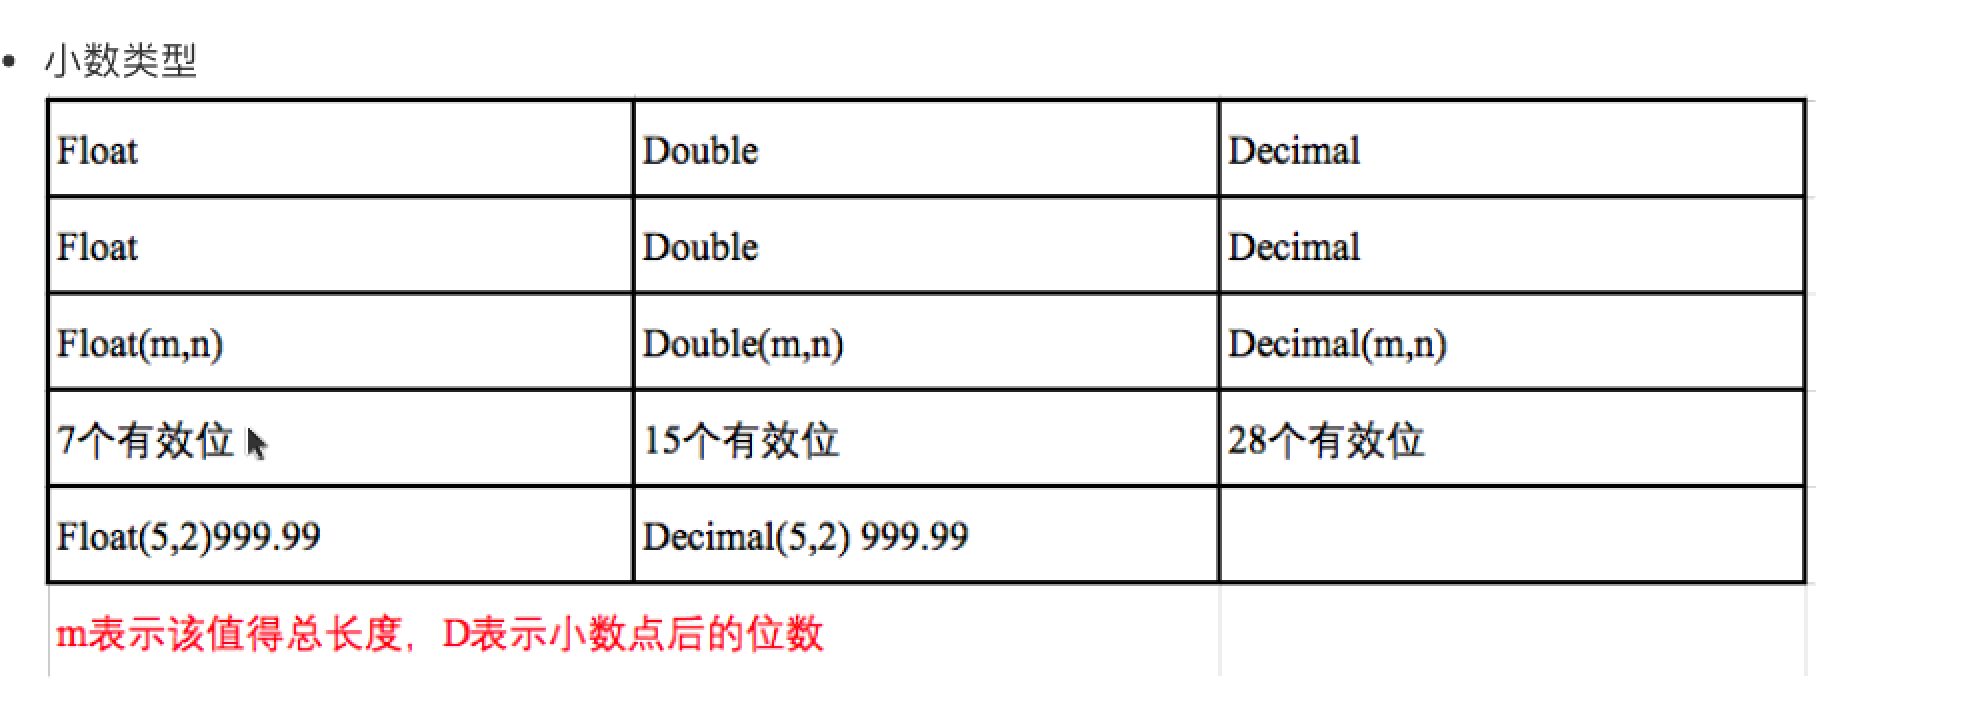 小数类型
Float Double Decimal
Float Double Decimal
Float(m,n) Double(m,n) Decimal(m,n)
7个有效位 15个有效位 28个有效位
Float(5,2)999.99 Decimal(5,2) 999.99
m表示该值得总长度，D表示小数点后的位数